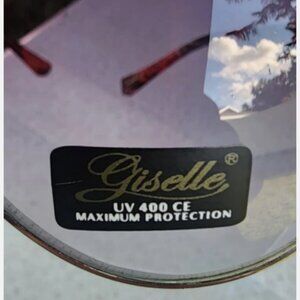 Giselle®
UV 400 CE
MAXIMUM PROTECTION